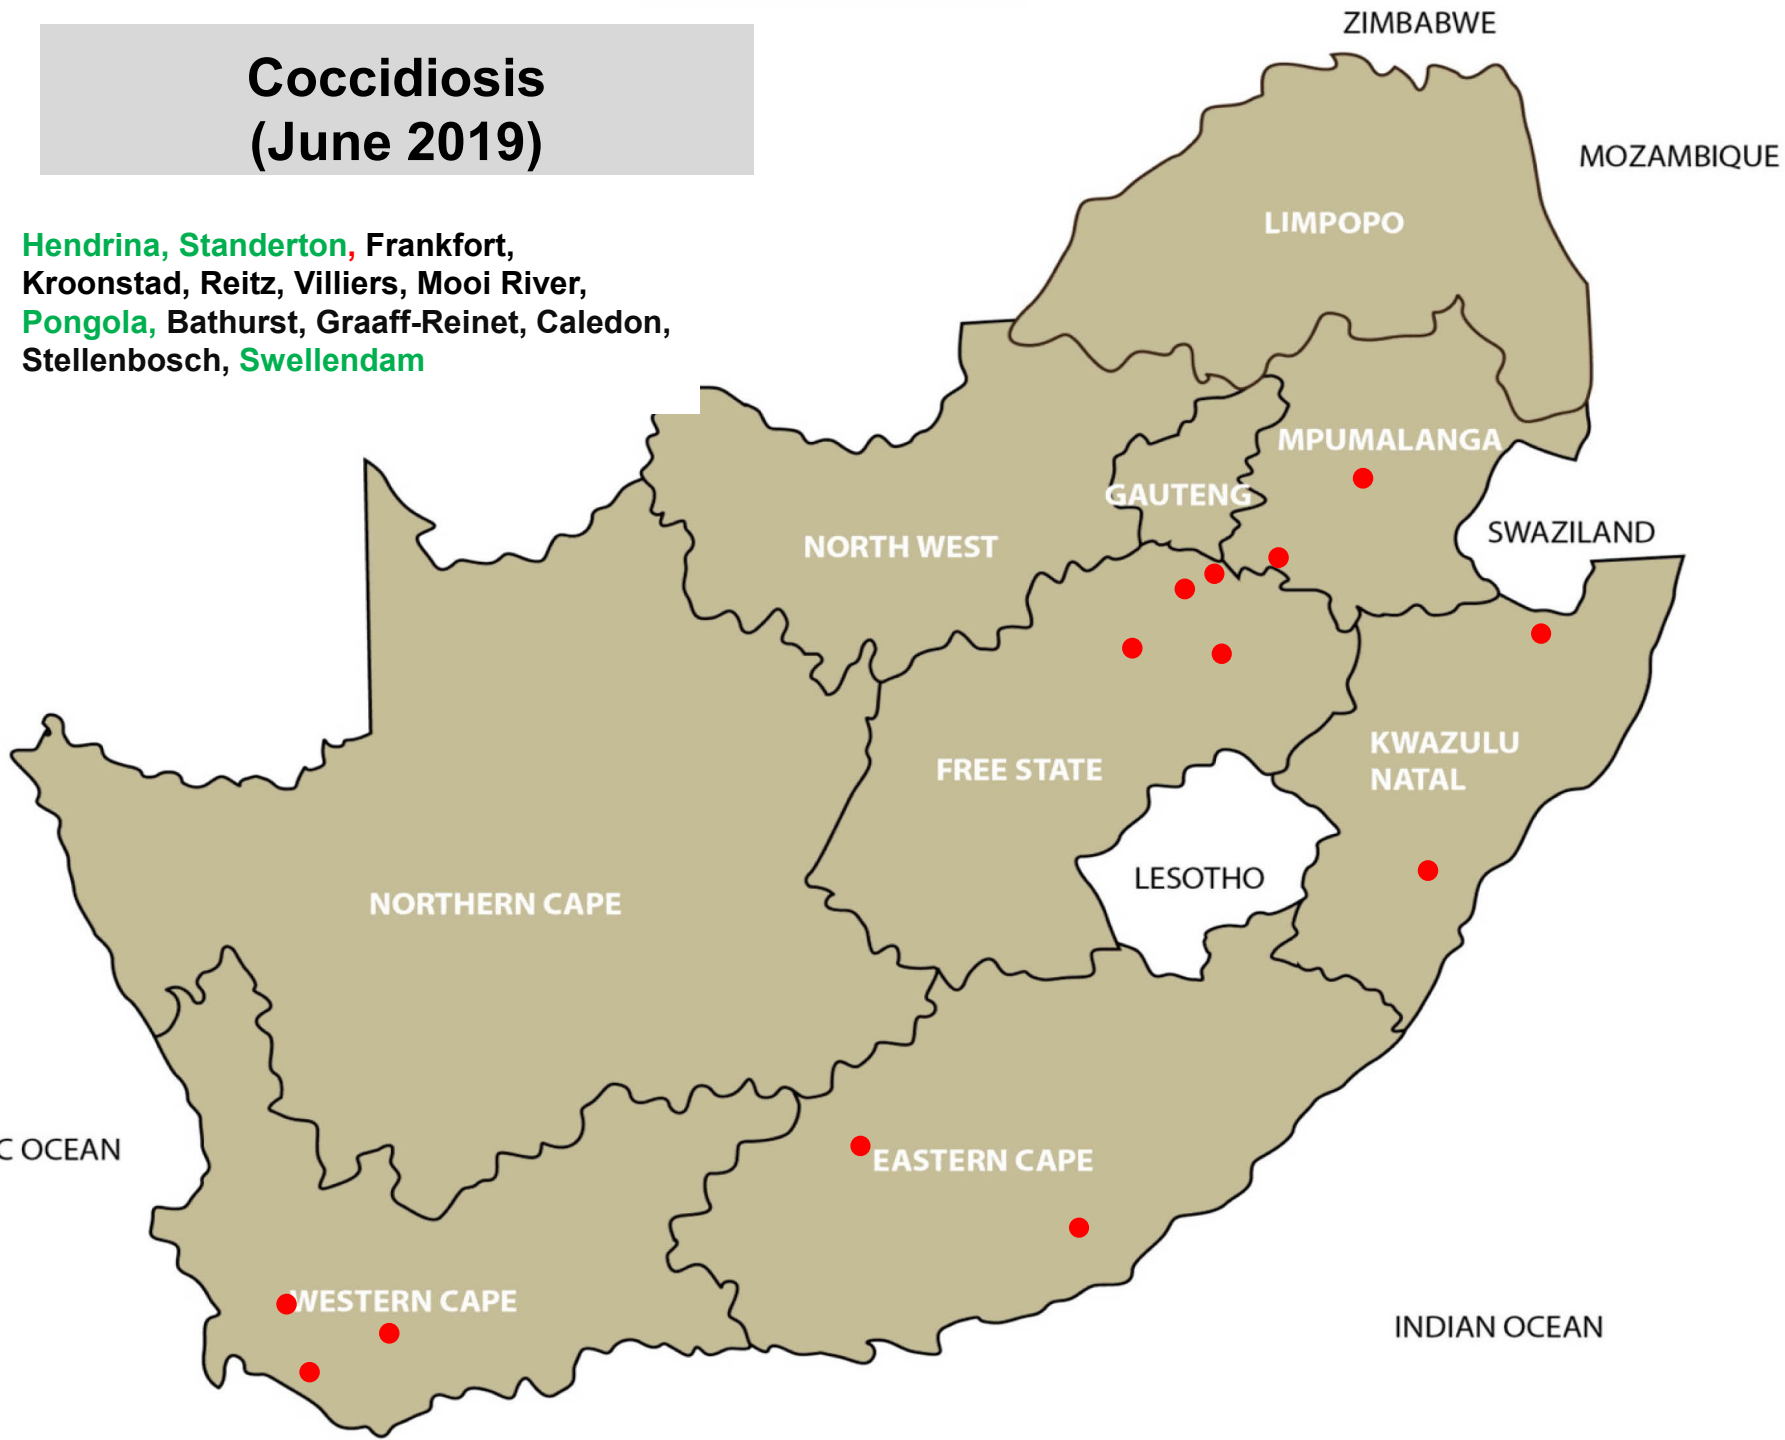 Coccidiosis
(June 2019)
Hendrina, Standerton, Frankfort,
Kroonstad, Reitz, Villiers, Mooi River,
Pongola, Bathurst, Graaff-Reinet, Caledon,
Stellenbosch, Swellendam
ZIMBABWE
MOZAMBIQUE
LIMPOPO
MPUMALANGA
GAUTENG
SWAZILAND
NORTH WEST
KWAZULU
NATAL
FREE STATE
LESOTHO
NORTHERN CAPE
C OCEAN
EASTERN CAPE
WESTERN CAPE
INDIAN OCEAN